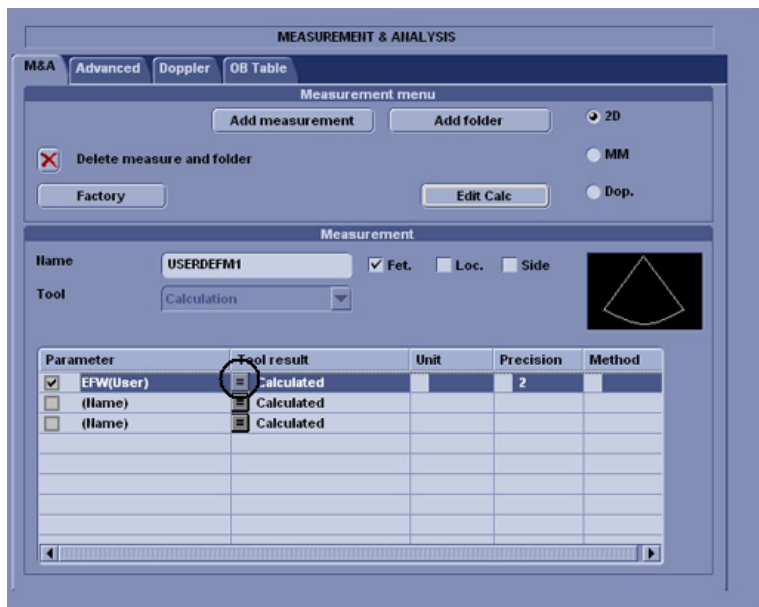 MEASUREMENT & ANALYSIS
M&A Advanced Doppler OB Table
Measurement menu
Add measurement Add folder 2D
Delete measure and folder MM
Factory Edit Calc Dop.
Measurement
Name USERDEFM1 Fet. Loc. Side
Tool Calculation
Parameter Tool result Unit Precision Method
EFW(User) = Calculated 2
(Name) = Calculated
(Name) = Calculated